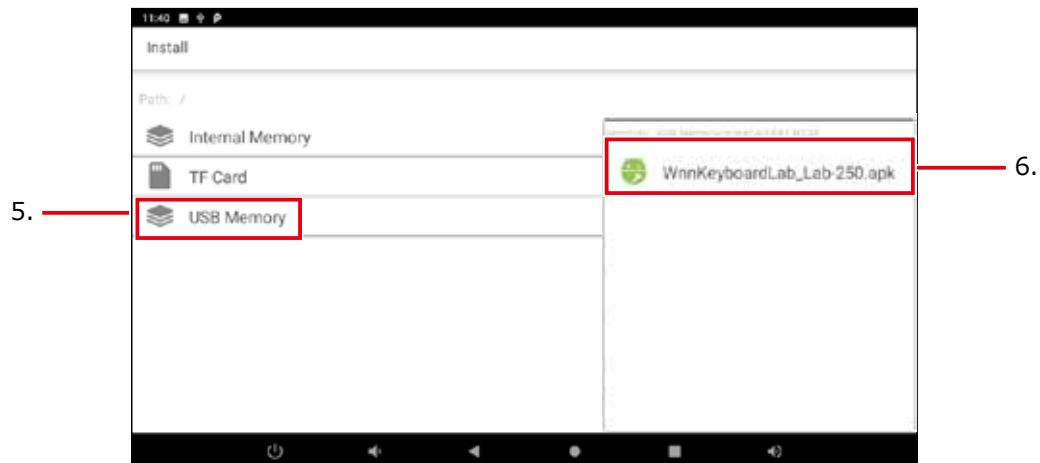 11:40
Install
Path: /
Internal Memory
TF Card
USB Memory
WnnKeyboardLab_Lab-250.apk
5.
6.